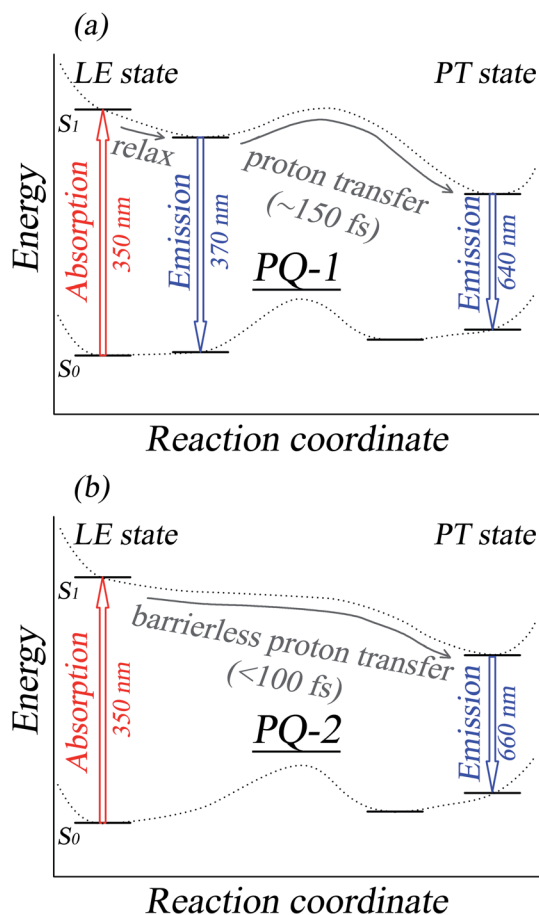 (a)
LE state
PT state
S1
relax
proton transfer
(~150 fs)
Absorption
350 nm
Emission
370 nm
Emission
640 nm
PQ-1
S0
Energy
Reaction coordinate
(b)
LE state
PT state
S1
barrierless proton transfer
(<100 fs)
Absorption
350 nm
Emission
660 nm
PQ-2
S0
Energy
Reaction coordinate